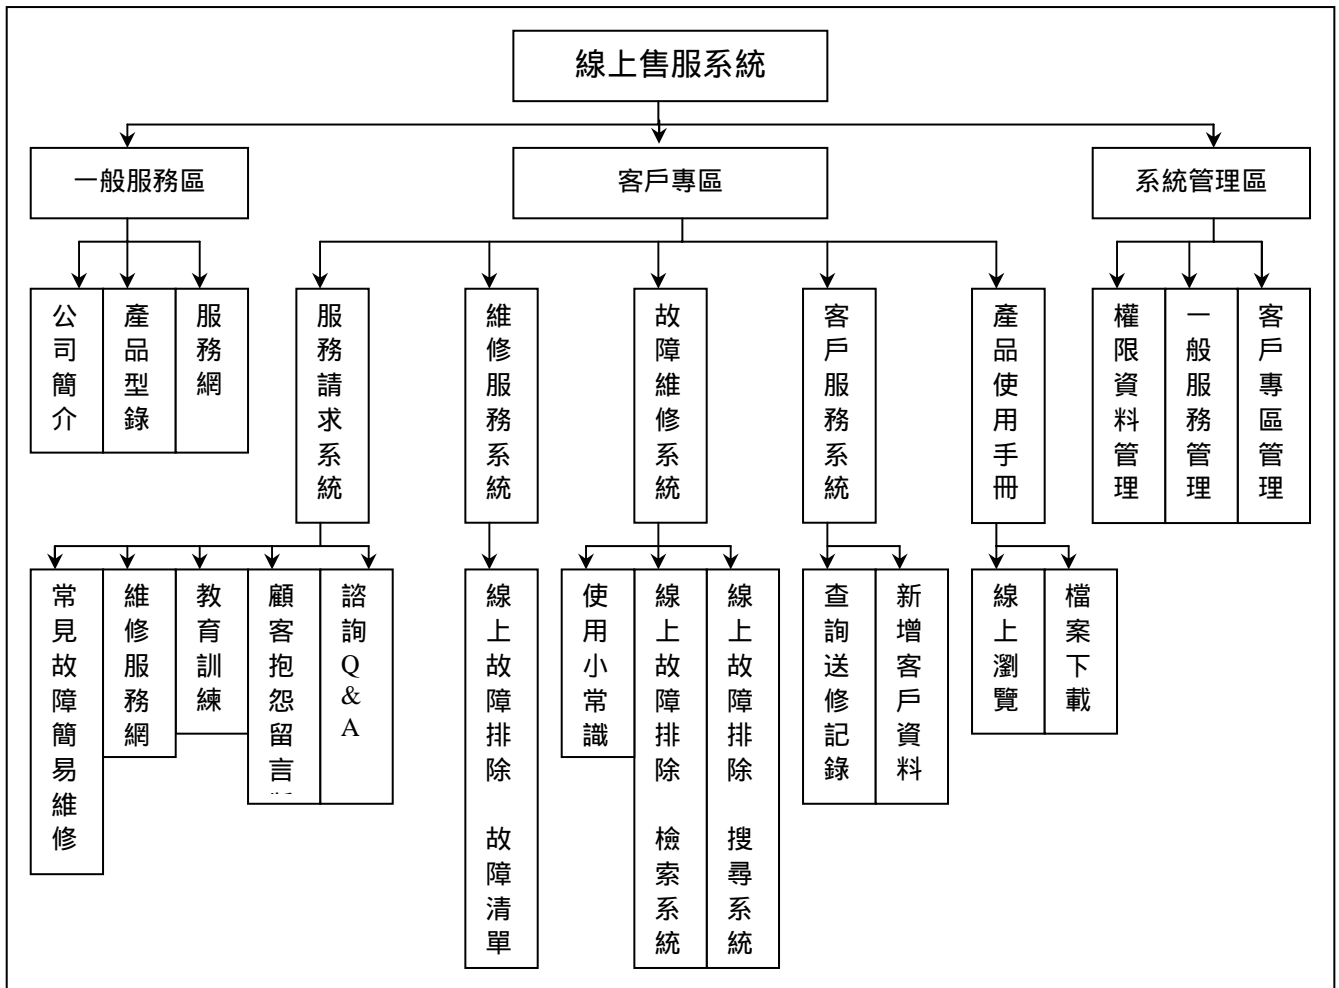 線上售服系統
一般服務區
客戶專區
系統管理區
公司簡介
產品型錄
服務網
服務請求系統
維修服務系統
故障維修系統
客戶服務系統
產品使用手冊
權限資料管理
一般服務管理
客戶專區管理
常見故障簡易維修
維修服務網
教育訓練
顧客抱怨留言
諮詢Q&A
線上故障排除 故障清單
使用小常識
線上故障排除 檢索系統
線上故障排除 搜尋系統
查詢送修記錄
新增客戶資料
線上瀏覽
檔案下載